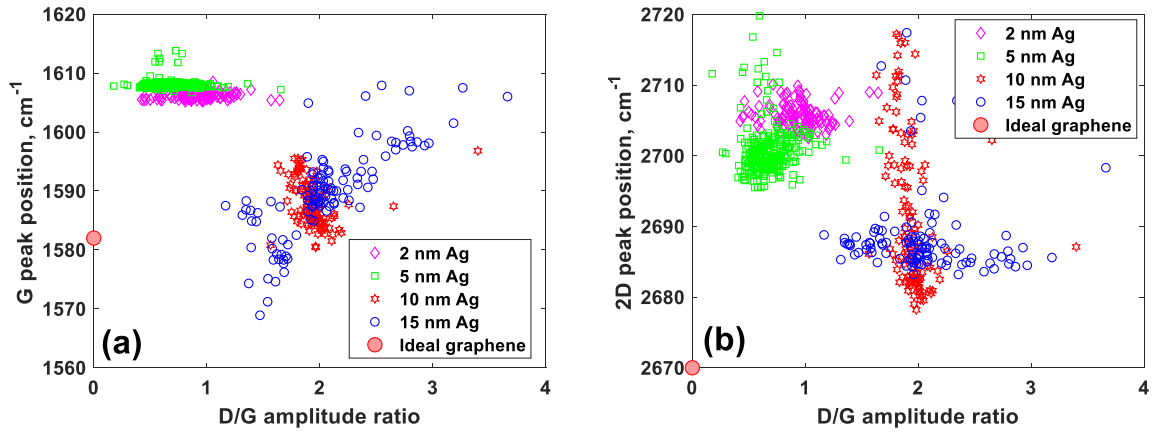 1620
1610
1600
1590
1580
1570
1560
G peak position, cm-1
0
1
2
3
4
D/G amplitude ratio
2 nm Ag
5 nm Ag
10 nm Ag
15 nm Ag
Ideal graphene
(a)
2720
2710
2700
2690
2680
2670
2D peak position, cm-1
0
1
2
3
4
D/G amplitude ratio
2 nm Ag
5 nm Ag
10 nm Ag
15 nm Ag
Ideal graphene
(b)